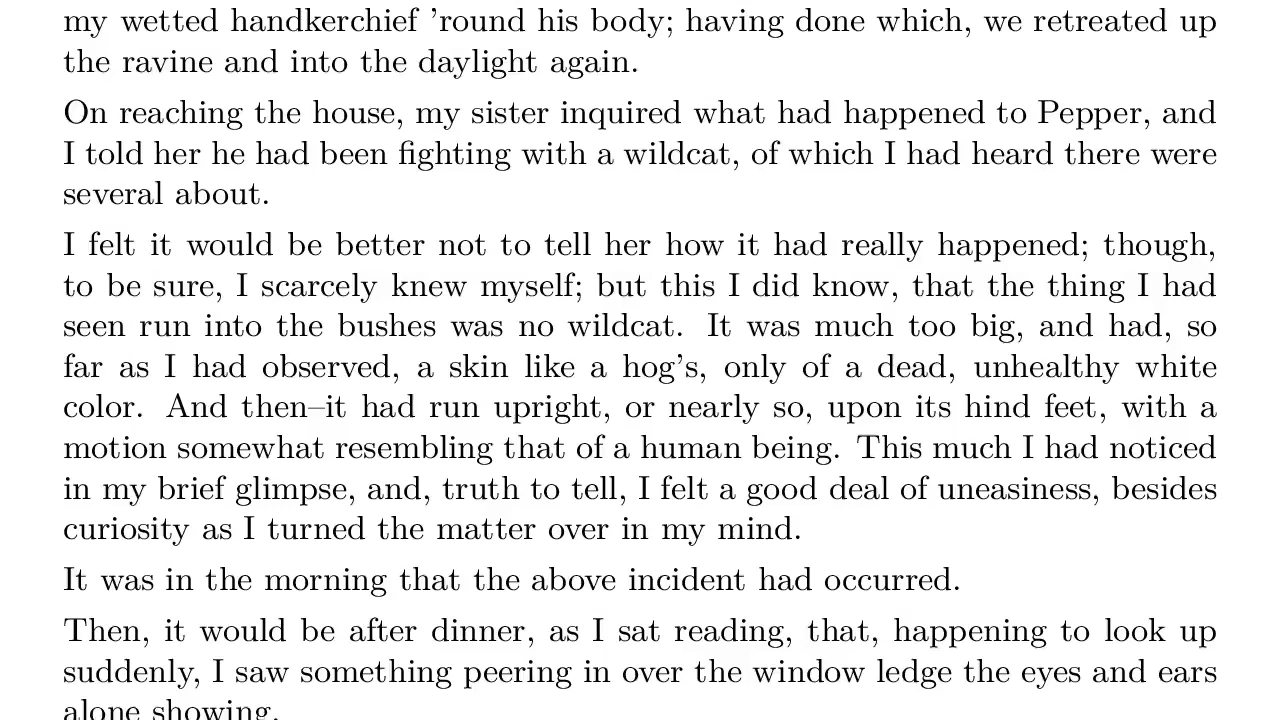 my wetted handkerchief ’round his body; having done which, we retreated up
the ravine and into the daylight again.
On reaching the house, my sister inquired what had happened to Pepper, and
I told her he had been fighting with a wildcat, of which I had heard there were
several about.
I felt it would be better not to tell her how it had really happened; though,
to be sure, I scarcely knew myself; but this I did know, that the thing I had
seen run into the bushes was no wildcat. It was much too big, and had, so
far as I had observed, a skin like a hog’s, only of a dead, unhealthy white
color. And then–it had run upright, or nearly so, upon its hind feet, with a
motion somewhat resembling that of a human being. This much I had noticed
in my brief glimpse, and, truth to tell, I felt a good deal of uneasiness, besides
curiosity as I turned the matter over in my mind.
It was in the morning that the above incident had occurred.
Then, it would be after dinner, as I sat reading, that, happening to look up
suddenly, I saw something peering in over the window ledge the eyes and ears
alone showing.